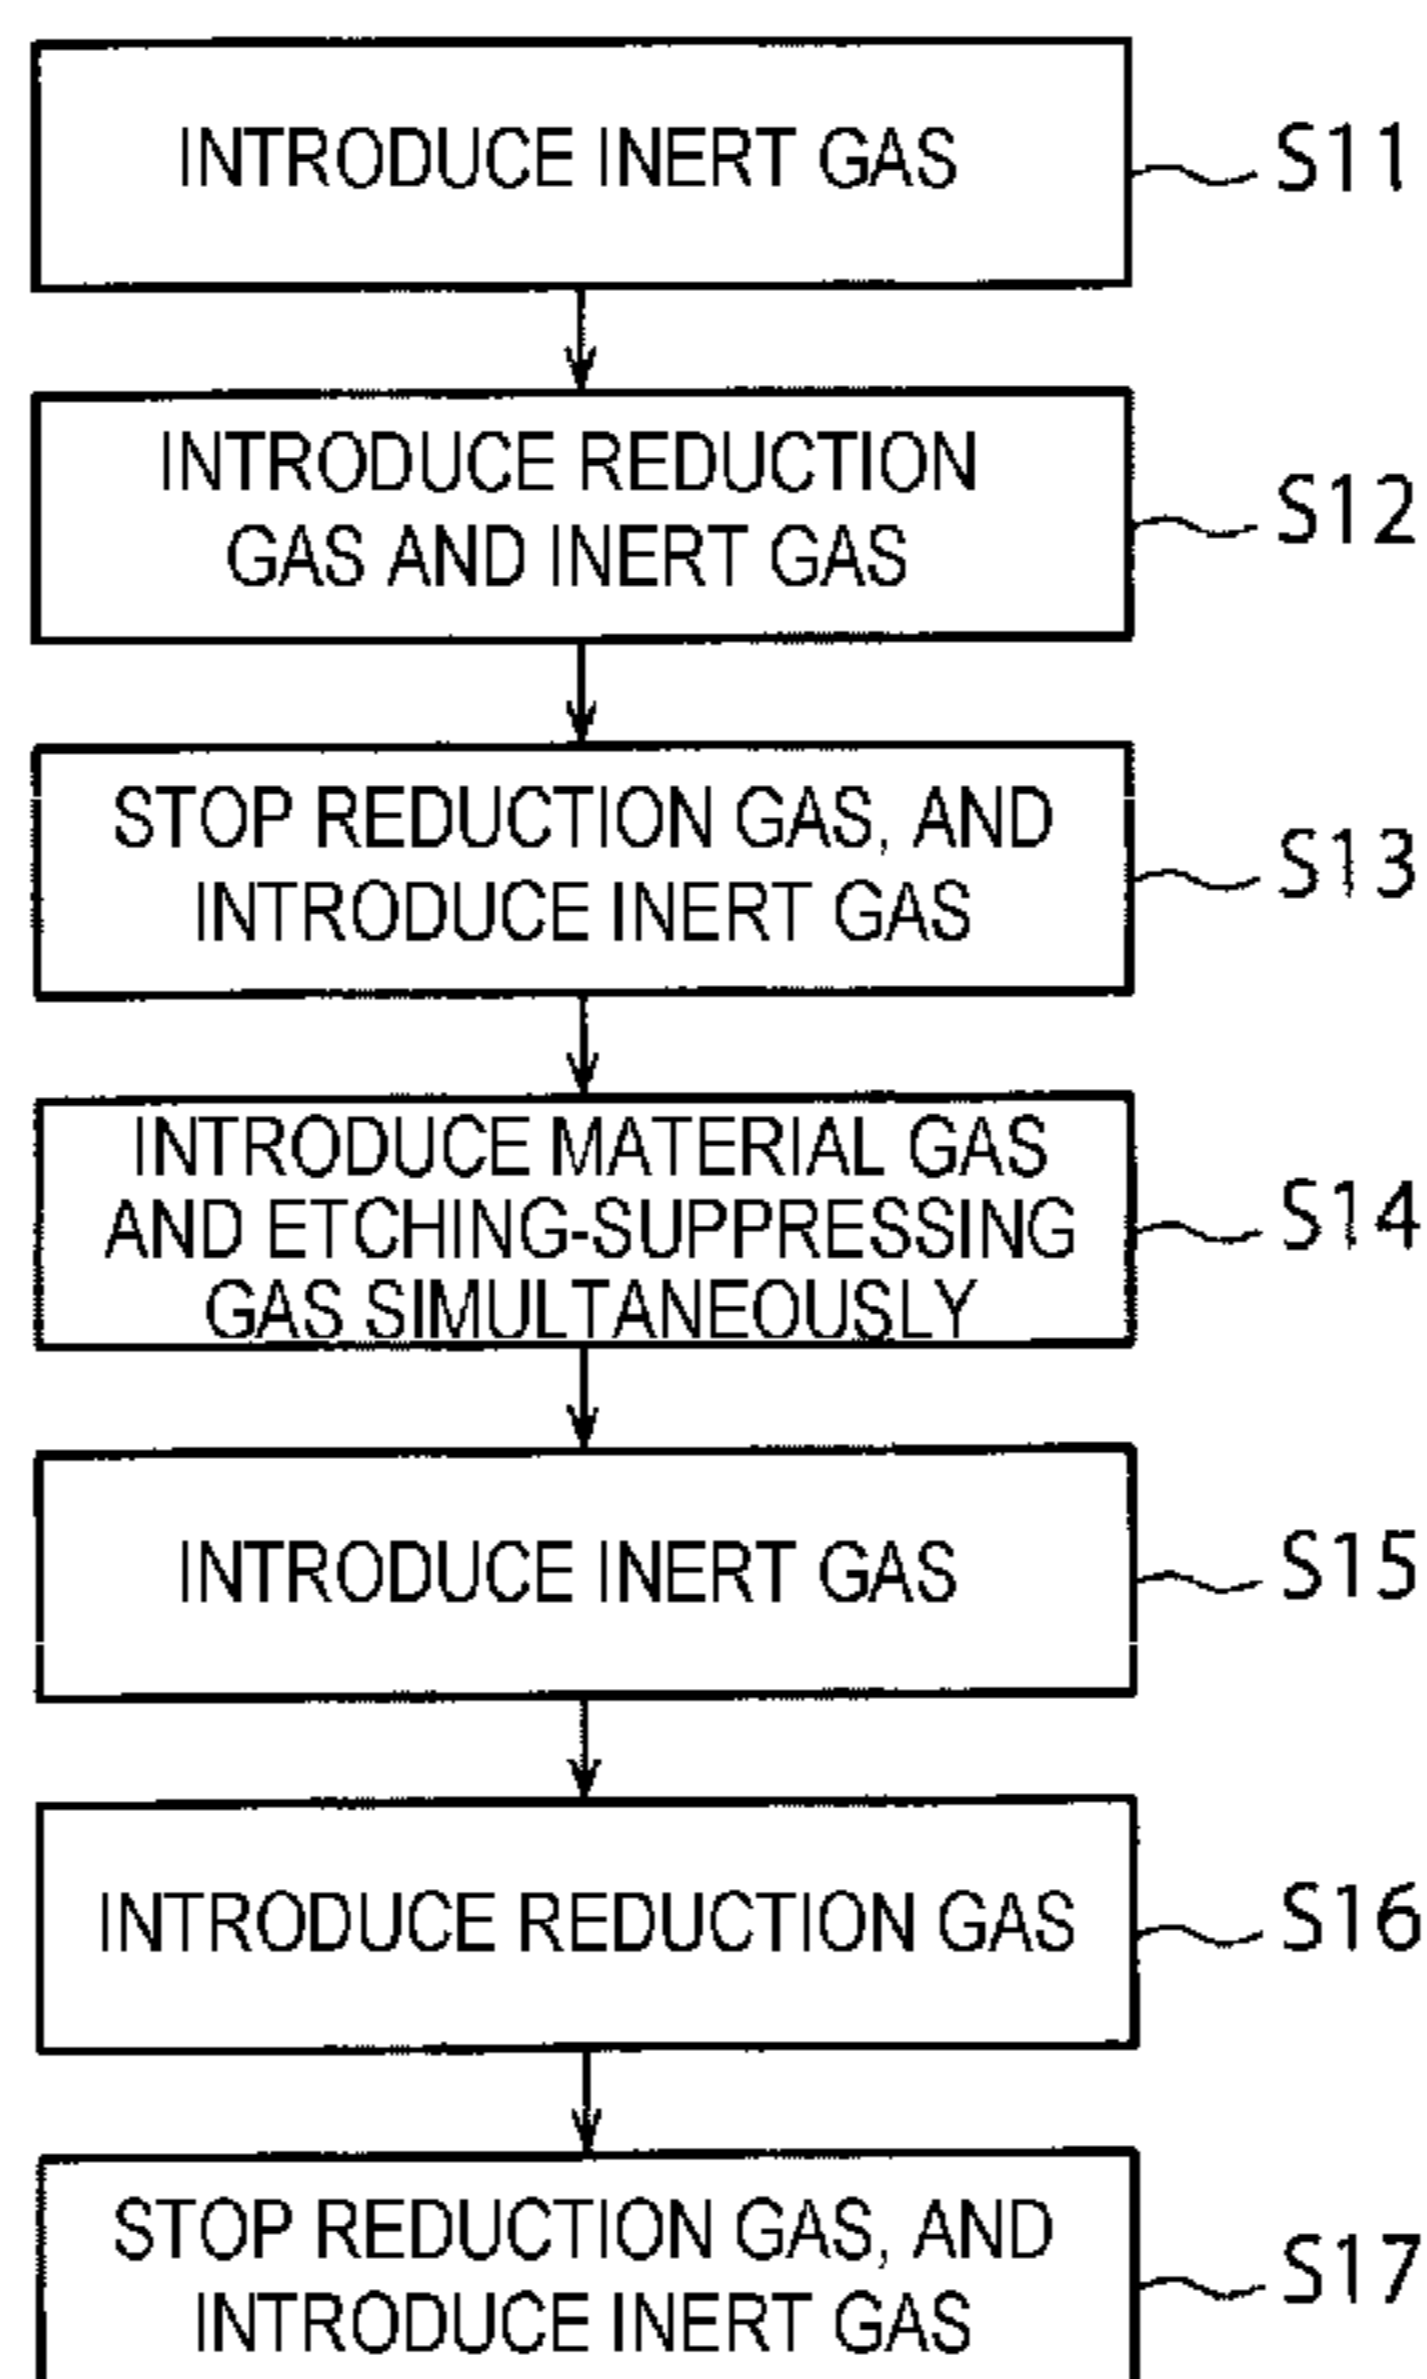 INTRODUCE INERT GAS
S11
INTRODUCE REDUCTION
GAS AND INERT GAS
S12
STOP REDUCTION GAS, AND
INTRODUCE INERT GAS
S13
INTRODUCE MATERIAL GAS
AND ETCHING-SUPPRESSING
GAS SIMULTANEOUSLY
S14
INTRODUCE INERT GAS
S15
INTRODUCE REDUCTION GAS
S16
STOP REDUCTION GAS, AND
INTRODUCE INERT GAS
S17